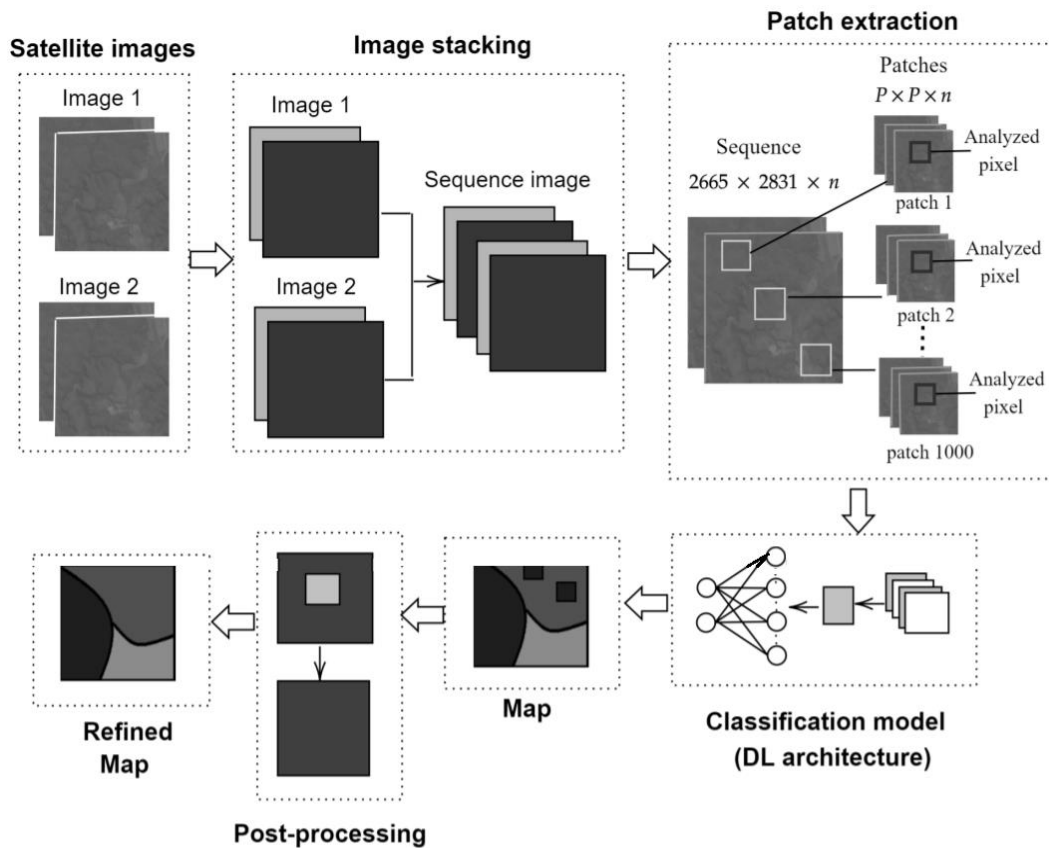 Satellite images
Image 1
Image 2
Image stacking
Image 1
Image 2
Sequence image
Patch extraction
Patches
P × P × n
Sequence
2665 × 2831 × n
Analyzed
pixel
patch 1
Analyzed
pixel
patch 2
Analyzed
pixel
patch 1000
Classification model
(DL architecture)
Map
Post-processing
Refined
Map